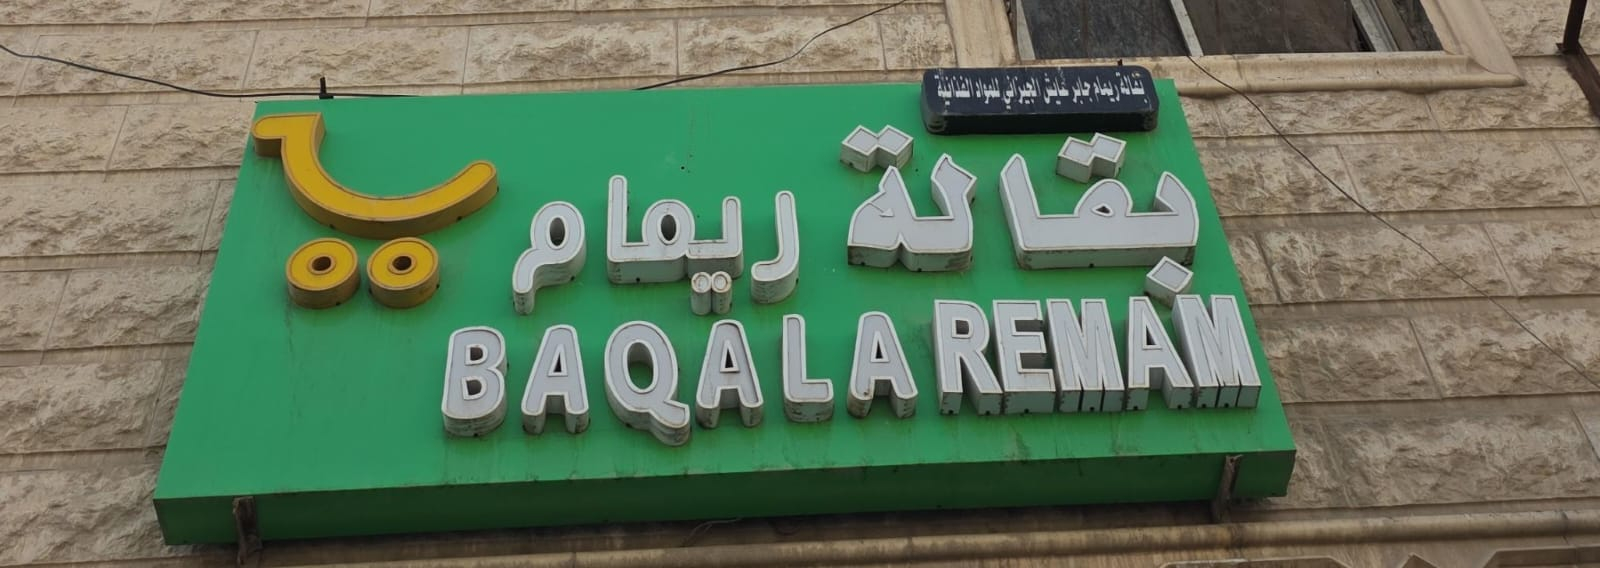 بقالة ريمام جابر عايش الجيزاني للمواد الغذائية
بقالة ريمام
BAQALA REMAM